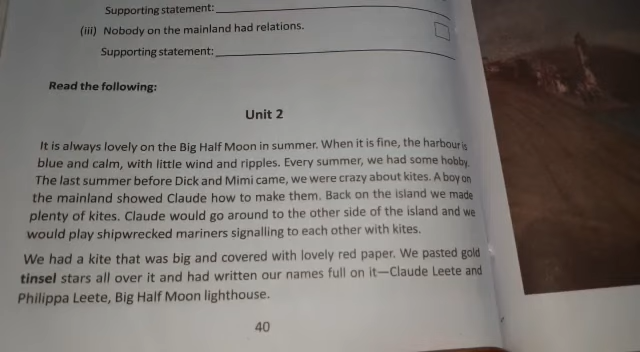 Supporting statement:
(iii) Nobody on the mainland had relations.
Supporting statement:
Read the following:
Unit 2
It is always lovely on the Big Half Moon in summer. When it is fine, the harbour is
blue and calm, with little wind and ripples. Every summer, we had some hobby.
The last summer before Dick and Mimi came, we were crazy about kites. A boy on
the mainland showed Claude how to make them. Back on the island we made
plenty of kites. Claude would go around to the other side of the island and we
would play shipwrecked mariners signalling to each other with kites.
We had a kite that was big and covered with lovely red paper. We pasted gold
tinsel stars all over it and had written our names full on it—Claude Leete and
Philippa Leete, Big Half Moon lighthouse.
40